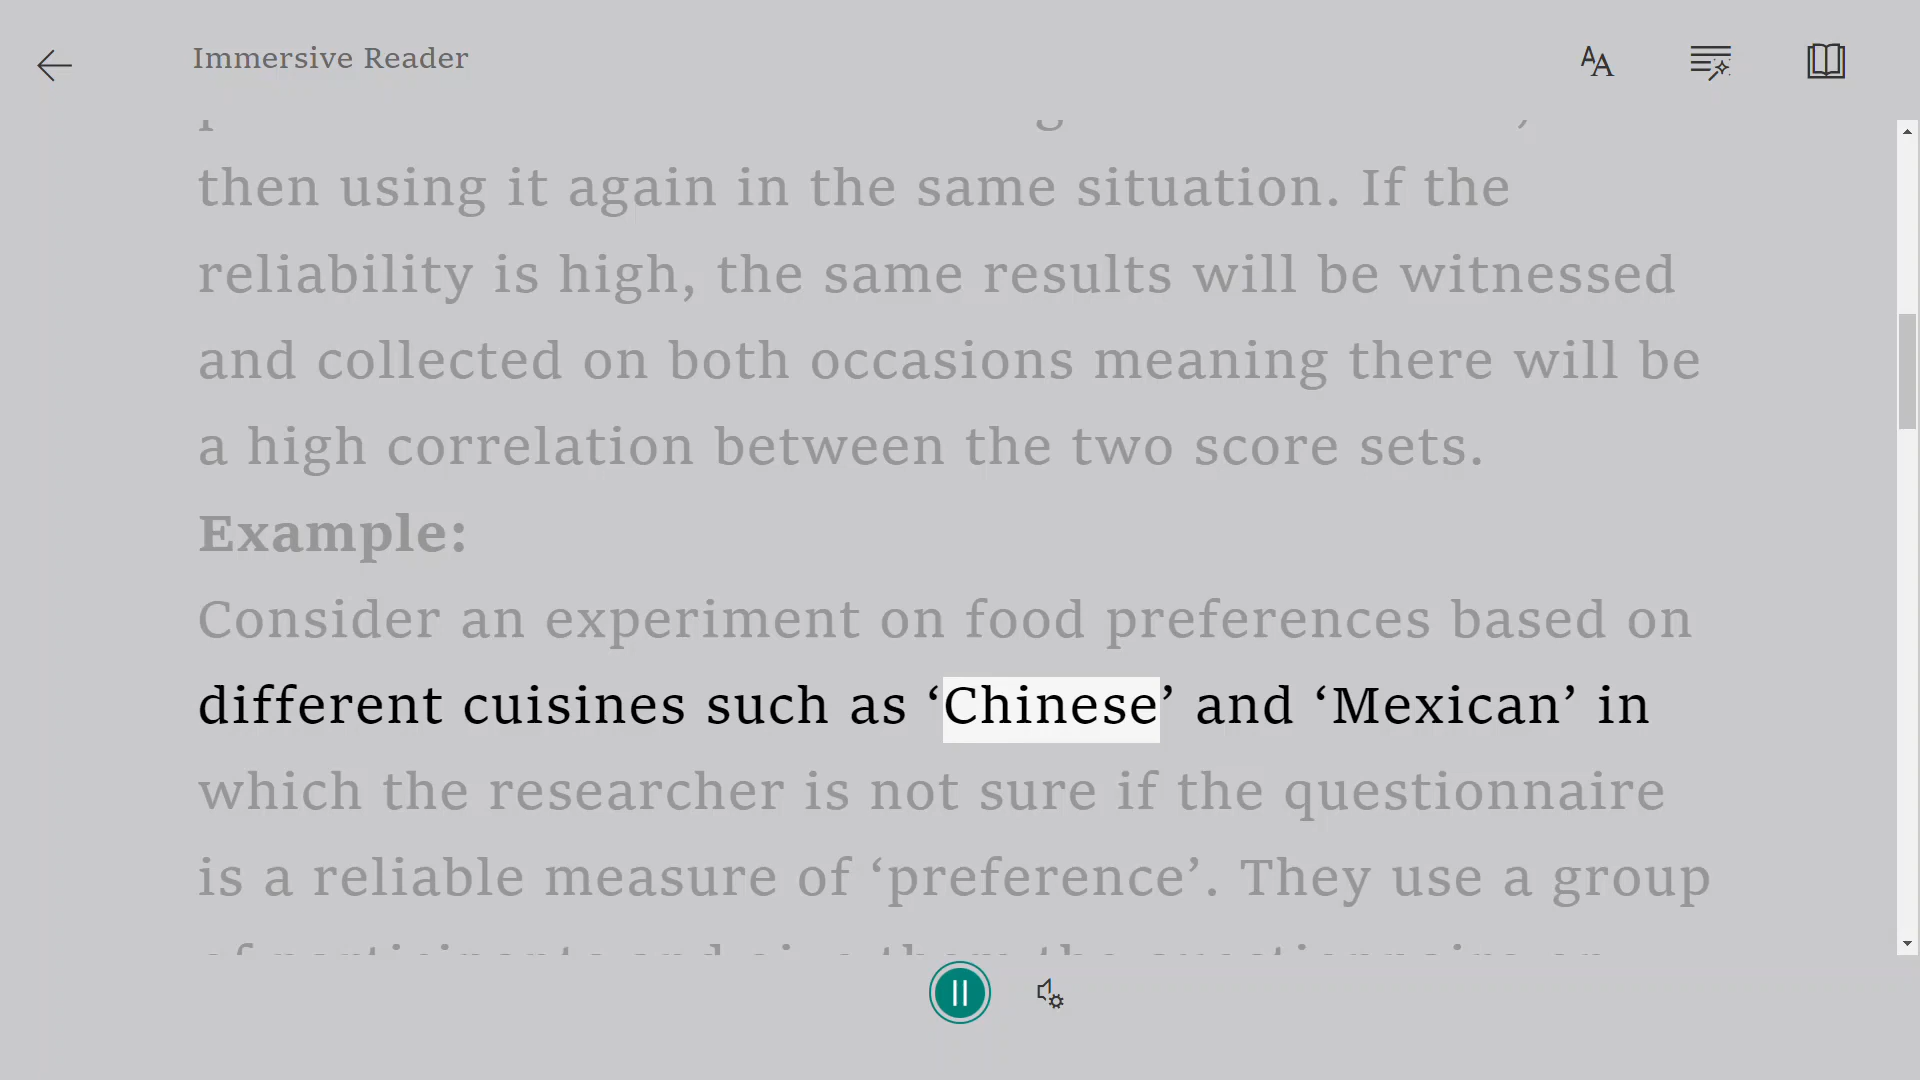 Immersive Reader
then using it again in the same situation. If the
reliability is high, the same results will be witnessed
and collected on both occasions meaning there will be
a high correlation between the two score sets.
Example:
Consider an experiment on food preferences based on
different cuisines such as ‘Chinese’ and ‘Mexican’ in
which the researcher is not sure if the questionnaire
is a reliable measure of ‘preference’. They use a group